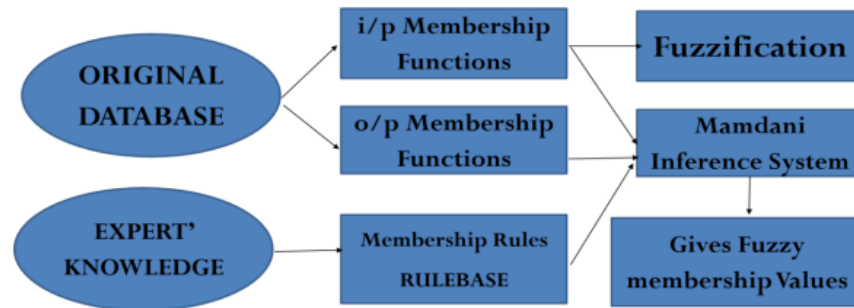 ORIGINAL
DATABASE
i/p Membership
Functions
Fuzzification
o/p Membership
Functions
Mamdani
Inference System
EXPERT'
KNOWLEDGE
Membership Rules
RULEBASE
Gives Fuzzy
membership Values